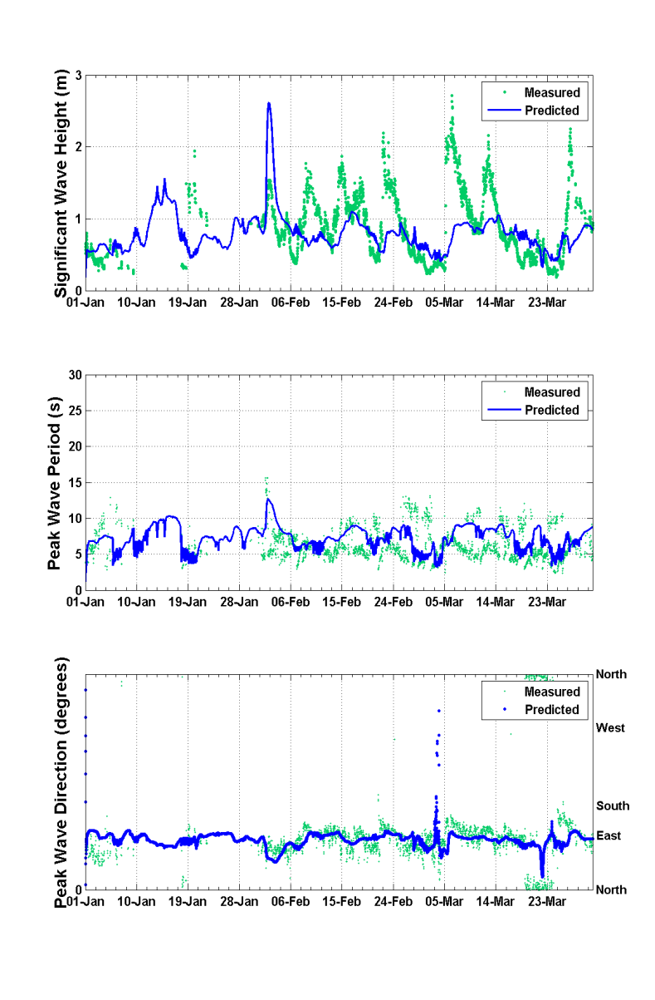 Significant Wave Height (m)
3
2
1
0
Measured
Predicted
01-Jan 10-Jan 19-Jan 28-Jan 06-Feb 15-Feb 24-Feb 05-Mar 14-Mar 23-Mar
Peak Wave Period (s)
30
25
20
15
10
5
0
Measured
Predicted
01-Jan 10-Jan 19-Jan 28-Jan 06-Feb 15-Feb 24-Feb 05-Mar 14-Mar 23-Mar
Peak Wave Direction (degrees)
0
Measured
Predicted
North
West
South
East
North
01-Jan 10-Jan 19-Jan 28-Jan 06-Feb 15-Feb 24-Feb 05-Mar 14-Mar 23-Mar